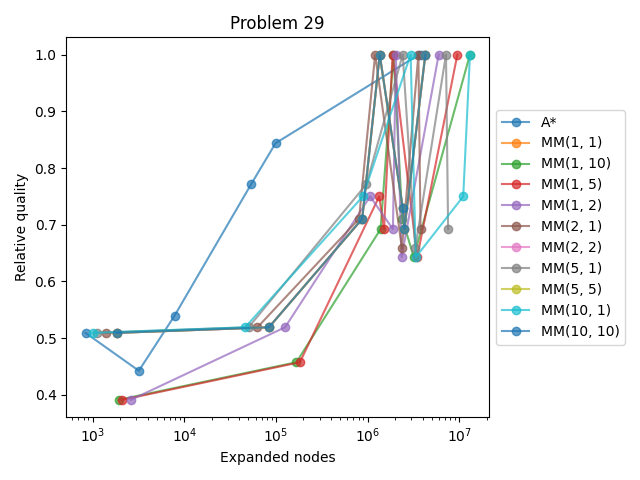 Problem 29
Relative quality
1.0
0.9
0.8
0.7
0.6
0.5
0.4
10³
10⁴
10⁵
10⁶
10⁷
Expanded nodes
A*
MM(1, 1)
MM(1, 10)
MM(1, 5)
MM(1, 2)
MM(2, 1)
MM(2, 2)
MM(5, 1)
MM(5, 5)
MM(10, 1)
MM(10, 10)